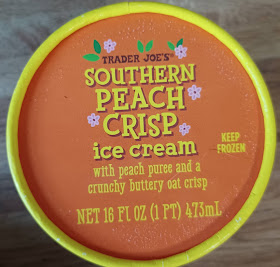 TRADER JOE'S
SOUTHERN
PEACH
CRISP
ice cream
with peach puree and a
crunchy buttery oat crisp
KEEP
FROZEN
NET 16 Fl OZ (1 PT) 473mL